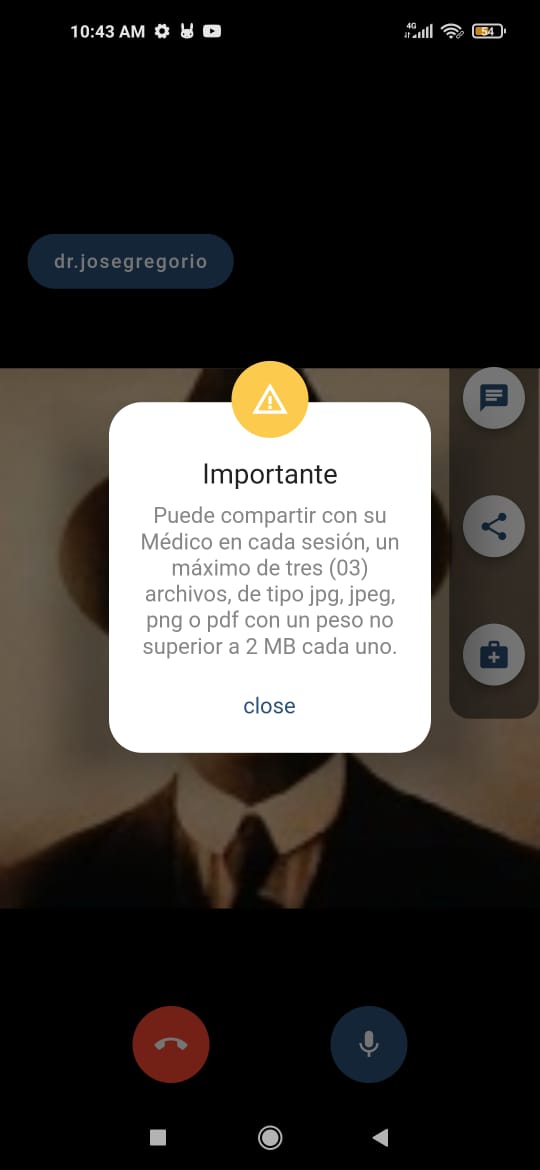 10:43 AM
4G
54
dr.josegregorio
Importante
Puede compartir con su
Médico en cada sesión, un
máximo de tres (03)
archivos, de tipo jpg, jpeg,
png o pdf con un peso no
superior a 2 MB cada uno.
close